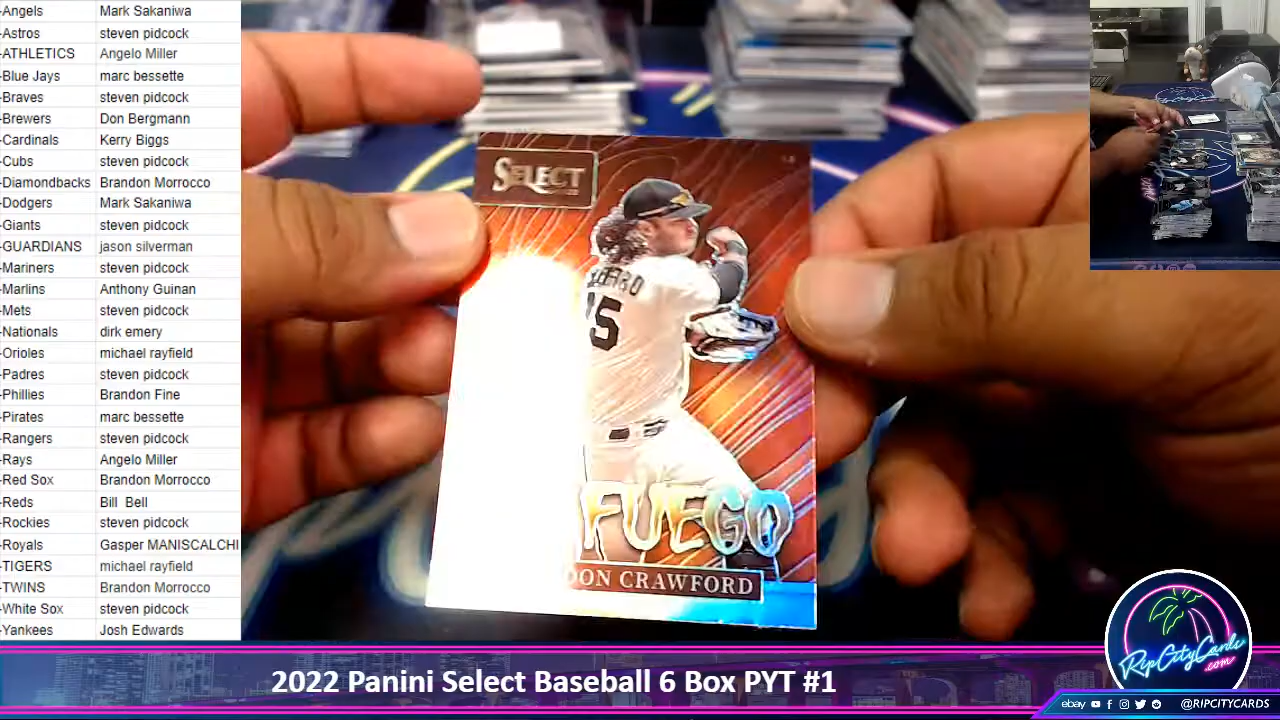 -Angels Mark Sakaniwa
-Astros steven pidcock
-ATHLETICS Angelo Miller
-Blue Jays marc bessette
-Braves steven pidcock
-Brewers Don Bergmann
-Cardinals Kerry Biggs
-Cubs steven pidcock
-Diamondbacks Brandon Morrocco
-Dodgers Mark Sakaniwa
-Giants steven pidcock
-GUARDIANS jason silverman
-Mariners steven pidcock
-Marlins Anthony Guinan
-Mets steven pidcock
-Nationals dirk emery
-Orioles michael rayfield
-Padres steven pidcock
-Phillies Brandon Fine
-Pirates marc bessette
-Rangers steven pidcock
-Rays Angelo Miller
-Red Sox Brandon Morrocco
-Reds Bill Bell
-Rockies steven pidcock
-Royals Gasper MANISCALCHI
-TIGERS michael rayfield
-TWINS Brandon Morrocco
-White Sox steven pidcock
-Yankees Josh Edwards
SELECT
FUEGO
DON CRAWFORD
2022 Panini Select Baseball 6 Box PYT #1
RipCityCards
.com
ebay @RIPCITYCARDS